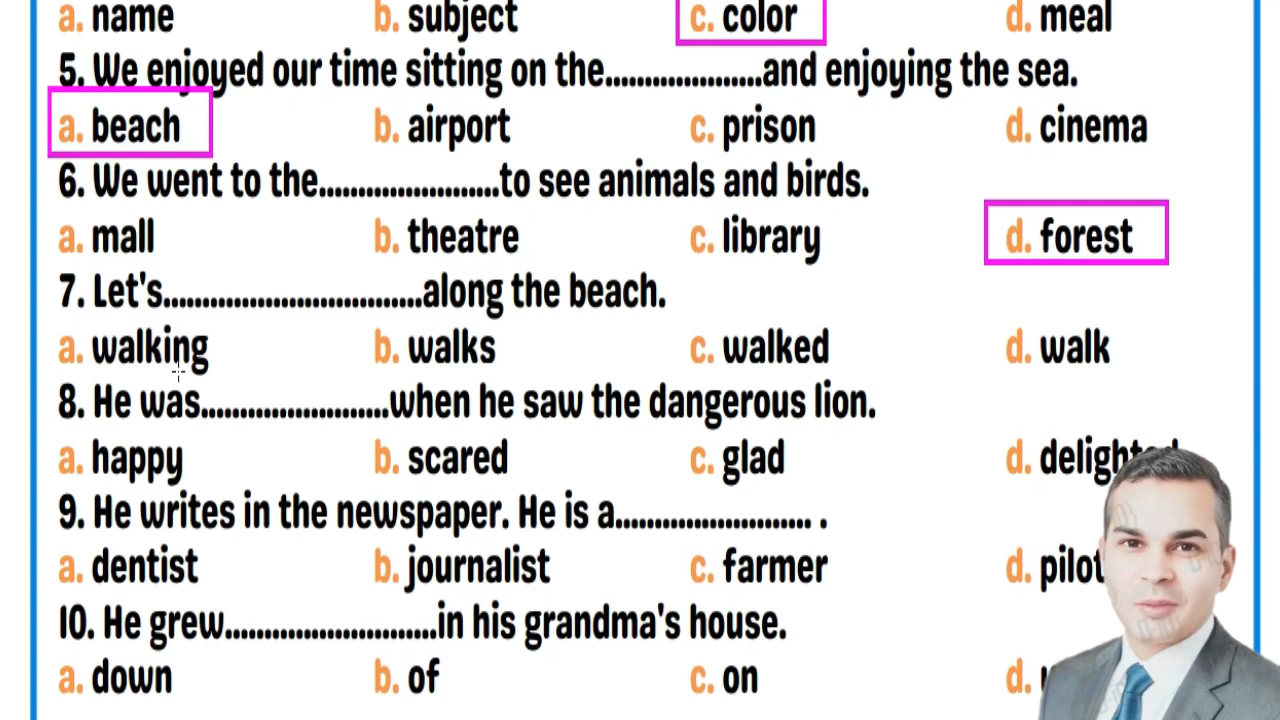 a. name b. subject c. color d. meal
5. We enjoyed our time sitting on the....................and enjoying the sea.
a. beach b. airport c. prison d. cinema
6. We went to the.......................to see animals and birds.
a. mall b. theatre c. library d. forest
7. Let's.................................along the beach.
a. walking b. walks c. walked d. walk
8. He was........................when he saw the dangerous lion.
a. happy b. scared c. glad d. delighted
9. He writes in the newspaper. He is a......................... .
a. dentist b. journalist c. farmer d. pilot
10. He grew...........................in his grandma's house.
a. down b. of c. on d.